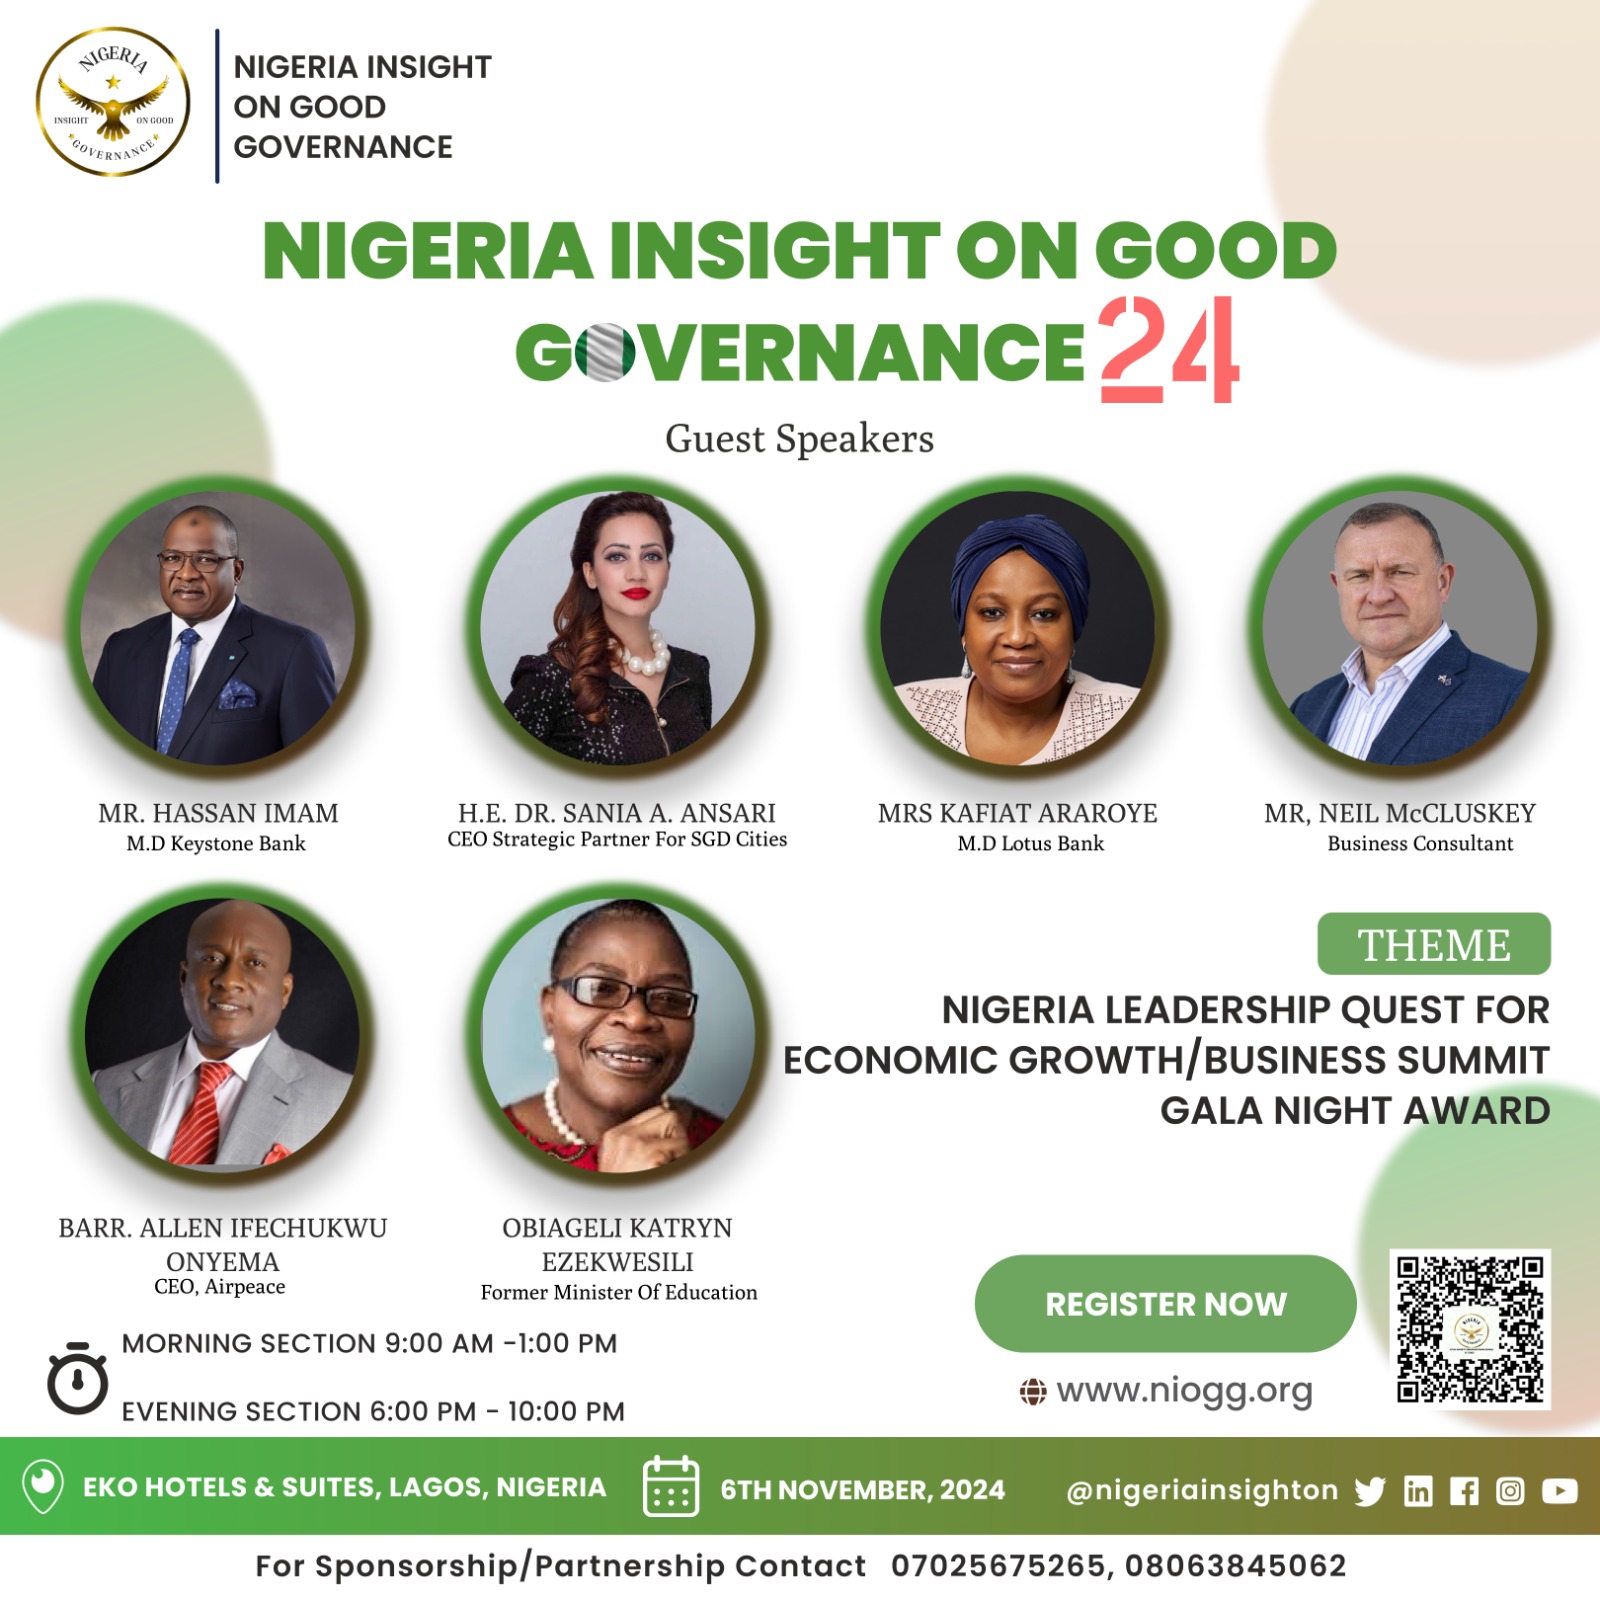 NIGERIA
INSIGHT ON GOOD
GOVERNANCE
NIGERIA INSIGHT
ON GOOD
GOVERNANCE
NIGERIA INSIGHT ON GOOD
GOVERNANCE 24
Guest Speakers
MR. HASSAN IMAM
M.D Keystone Bank
H.E. DR. SANIA A. ANSARI
CEO Strategic Partner For SGD Cities
MRS KAFIAT ARAROYE
M.D Lotus Bank
MR, NEIL McCLUSKEY
Business Consultant
BARR. ALLEN IFECHUKWU
ONYEMA
CEO, Airpeace
OBIAGELI KATRYN
EZEKWESILI
Former Minister Of Education
THEME
NIGERIA LEADERSHIP QUEST FOR
ECONOMIC GROWTH/BUSINESS SUMMIT
GALA NIGHT AWARD
MORNING SECTION 9:00 AM -1:00 PM
EVENING SECTION 6:00 PM - 10:00 PM
REGISTER NOW
www.niogg.org
EKO HOTELS & SUITES, LAGOS, NIGERIA
6TH NOVEMBER, 2024
@nigeriainsighton
For Sponsorship/Partnership Contact 07025675265, 08063845062